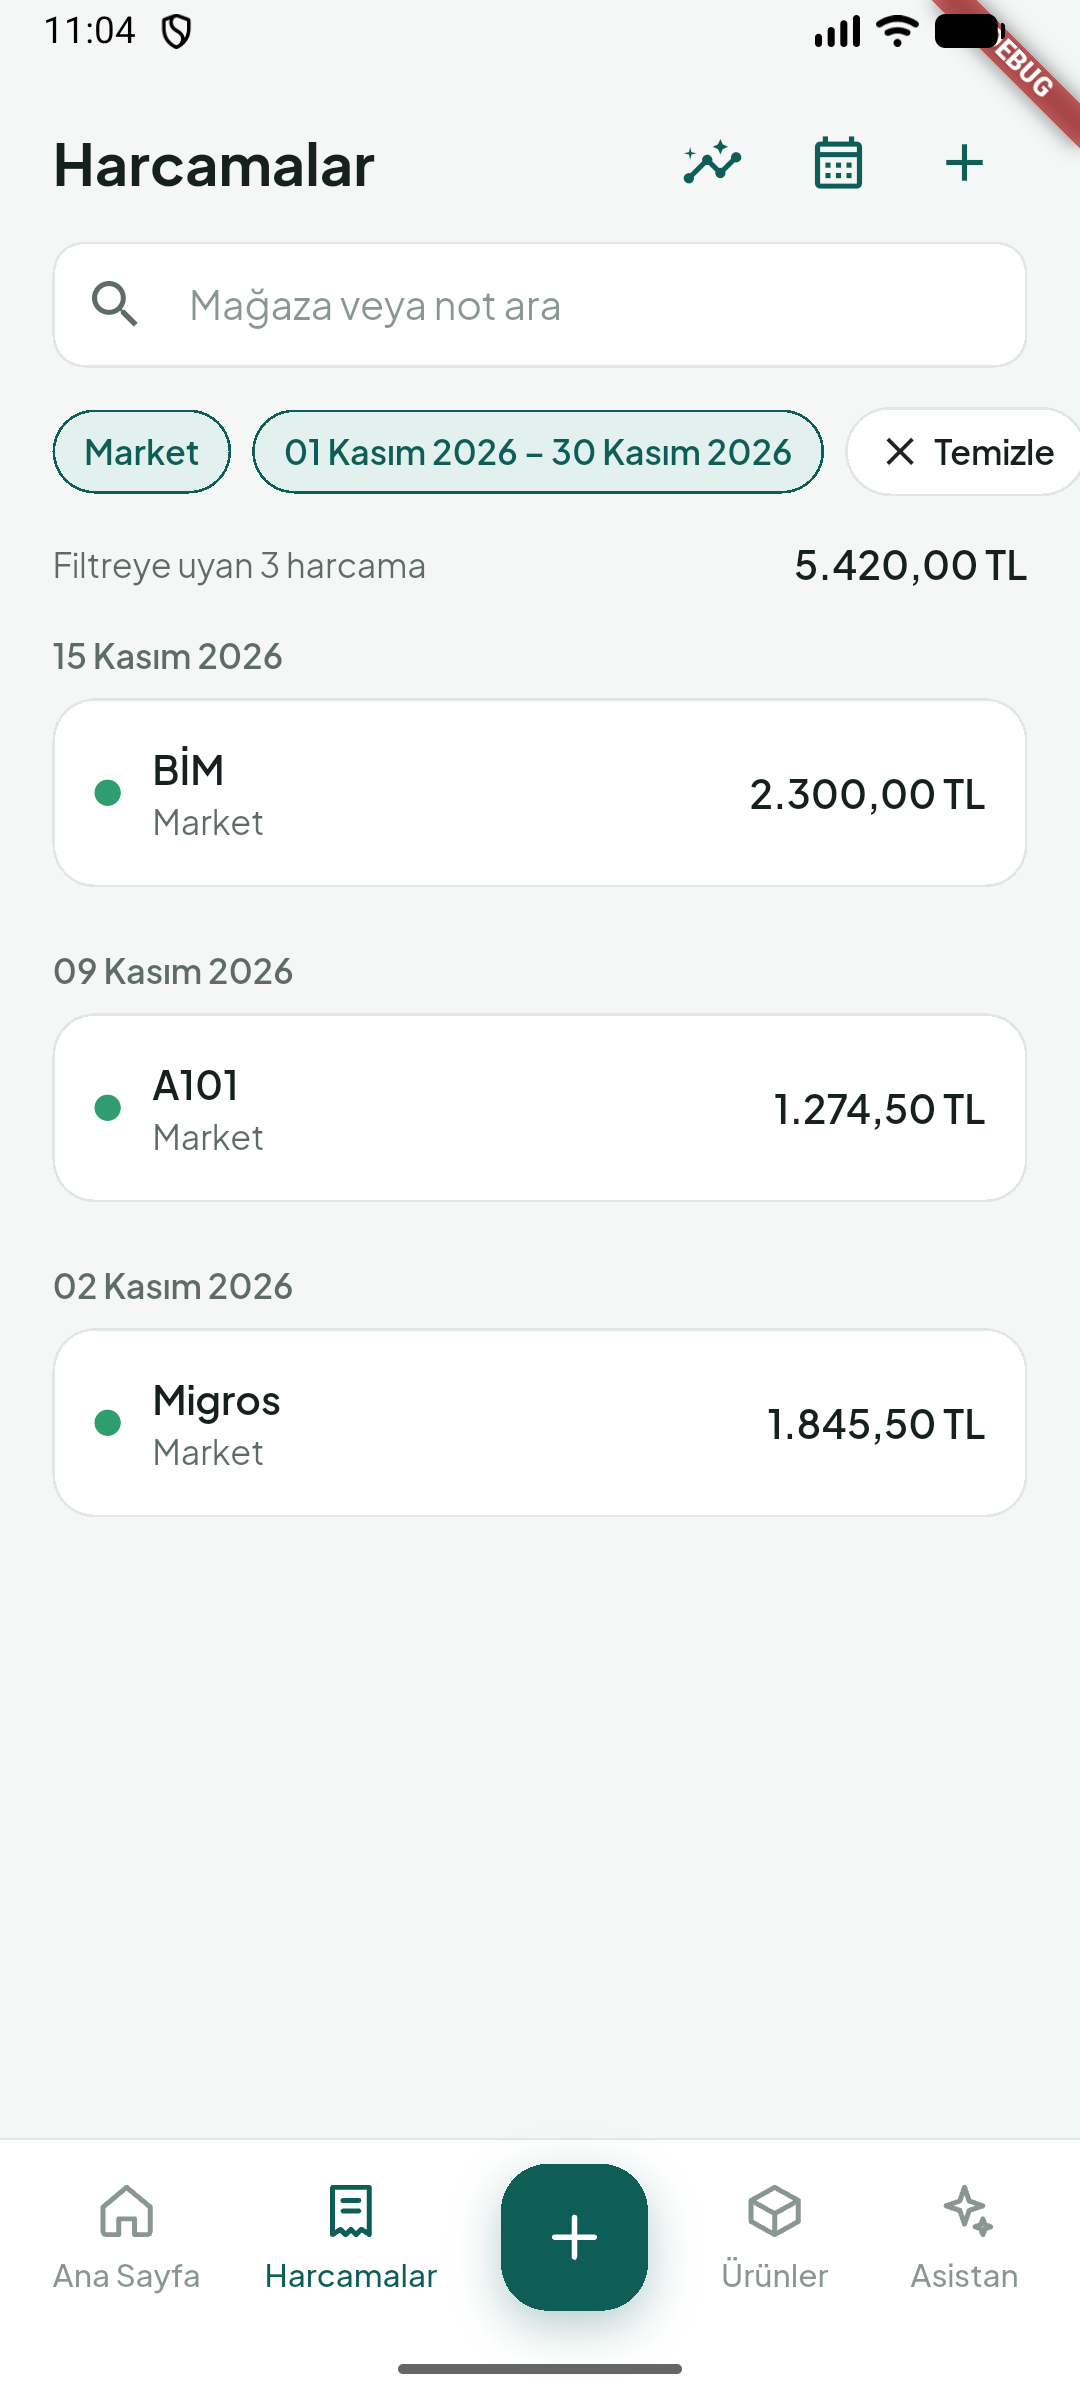 11:04
EBUG
Harcamalar
Mağaza veya not ara
Market
01 Kasım 2026 – 30 Kasım 2026
Temizle
Filtreye uyan 3 harcama
5.420,00 TL
15 Kasım 2026
BİM
Market
2.300,00 TL
09 Kasım 2026
A101
Market
1.274,50 TL
02 Kasım 2026
Migros
Market
1.845,50 TL
Ana Sayfa
Harcamalar
Ürünler
Asistan